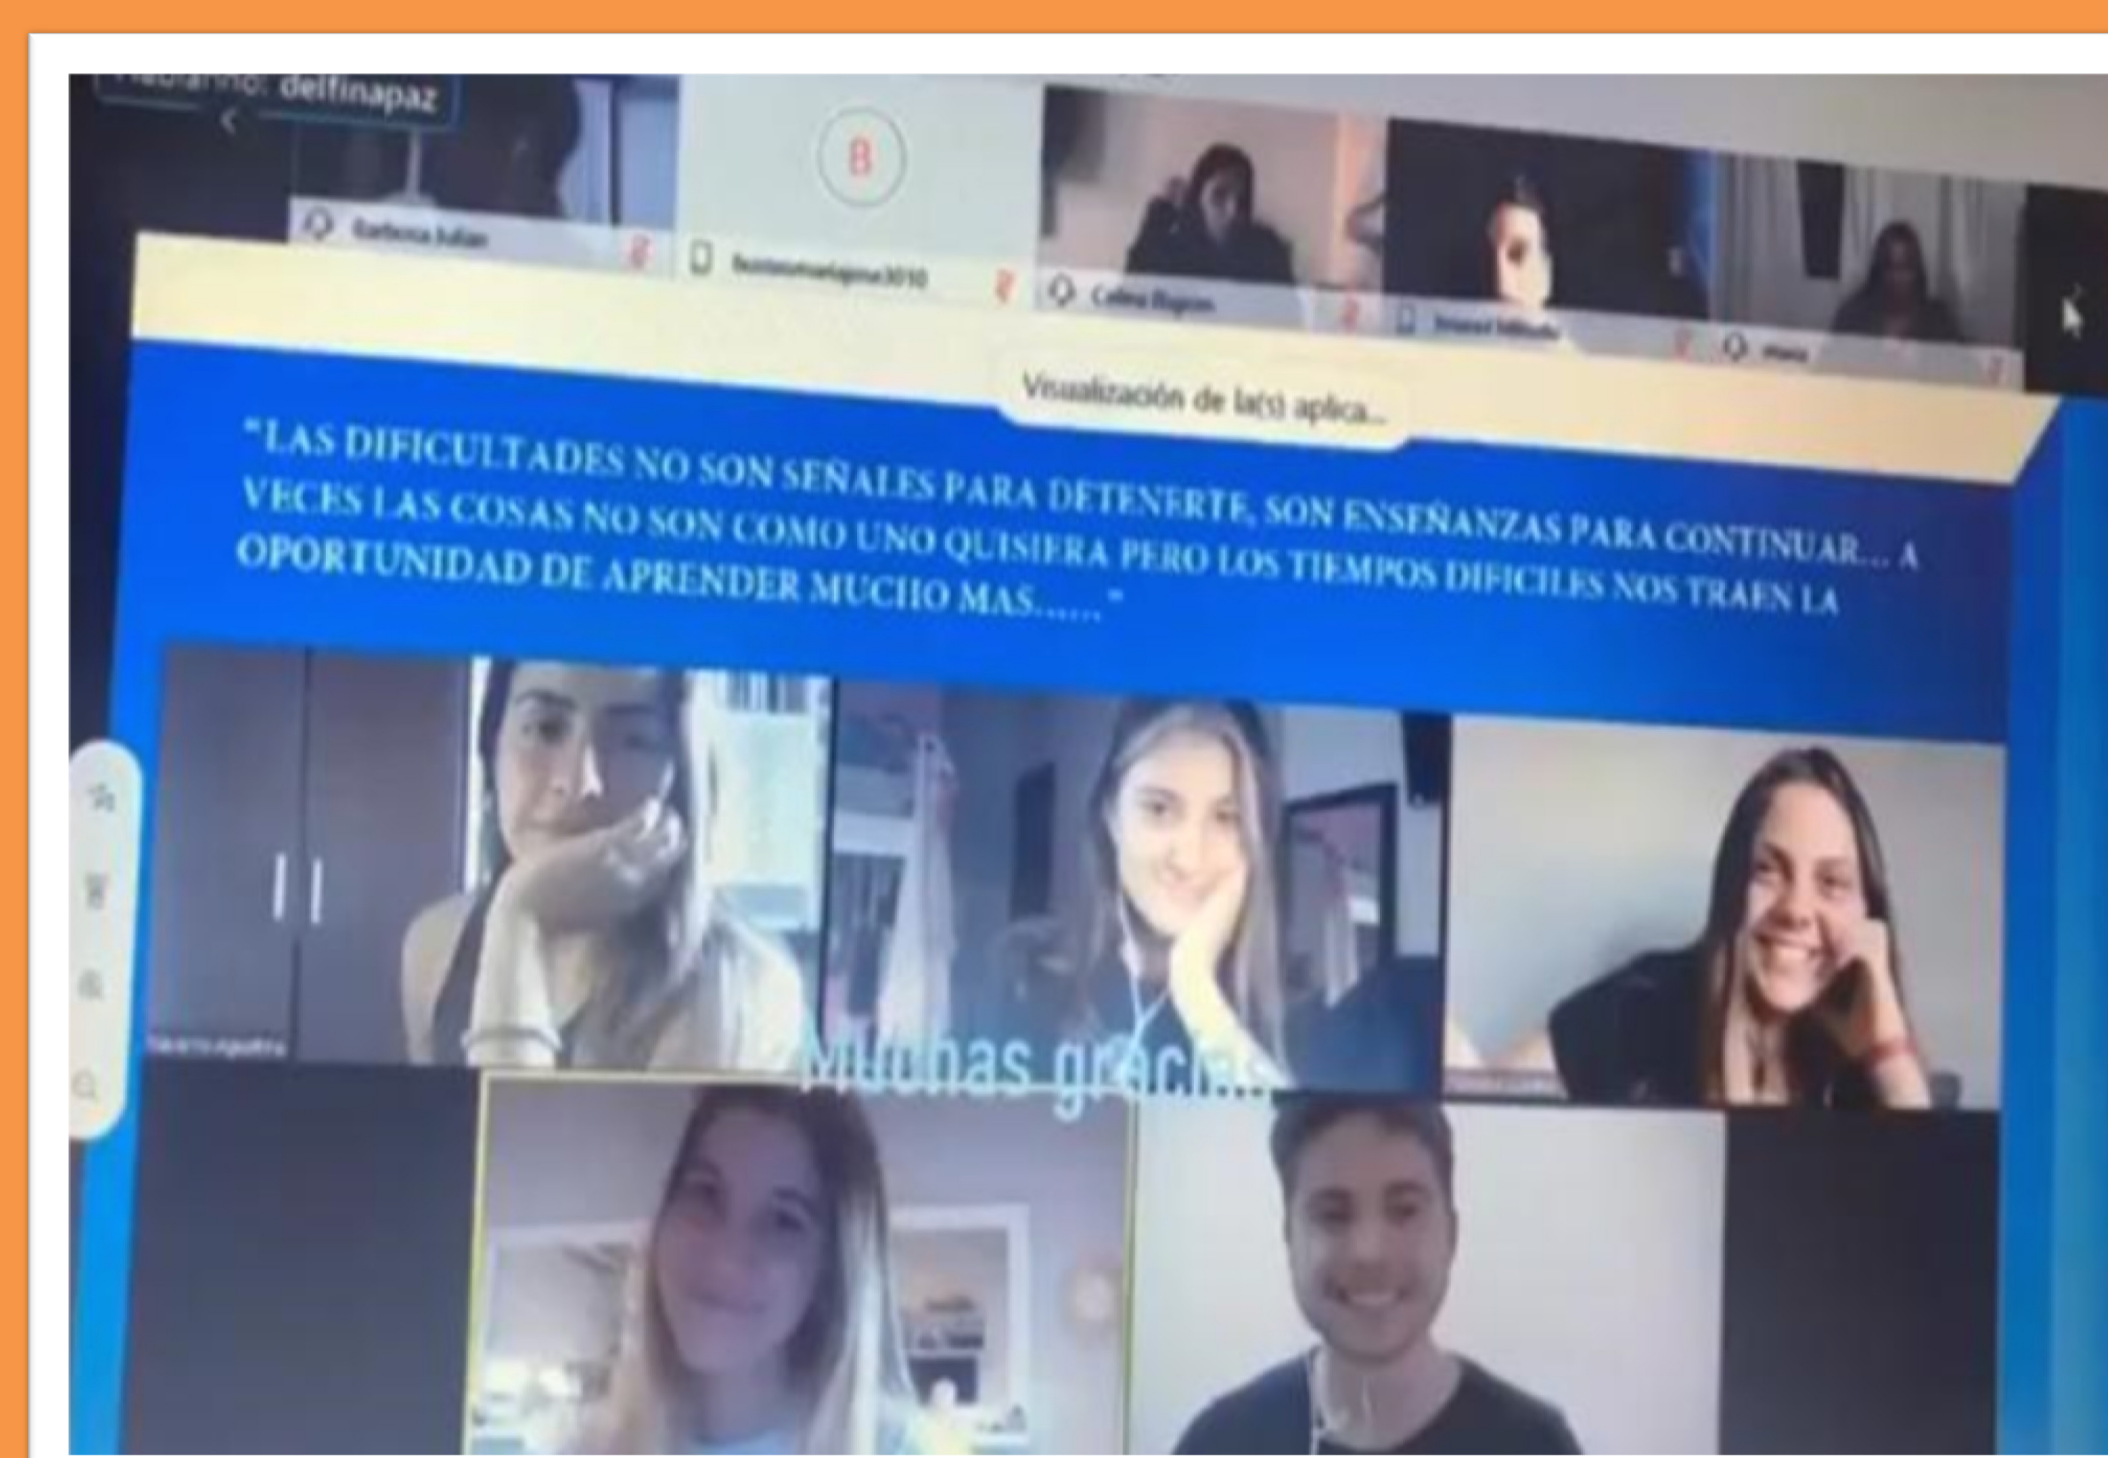 delfinapaz
B
Visualización de la(s) aplica...
"LAS DIFICULTADES NO SON SEÑALES PARA DETENERTE, SON ENSEÑANZAS PARA CONTINUAR... A
VECES LAS COSAS NO SON COMO UNO QUISIERA PERO LOS TIEMPOS DIFICILES NOS TRAEN LA
OPORTUNIDAD DE APRENDER MUCHO MAS......"
Muchas gracias